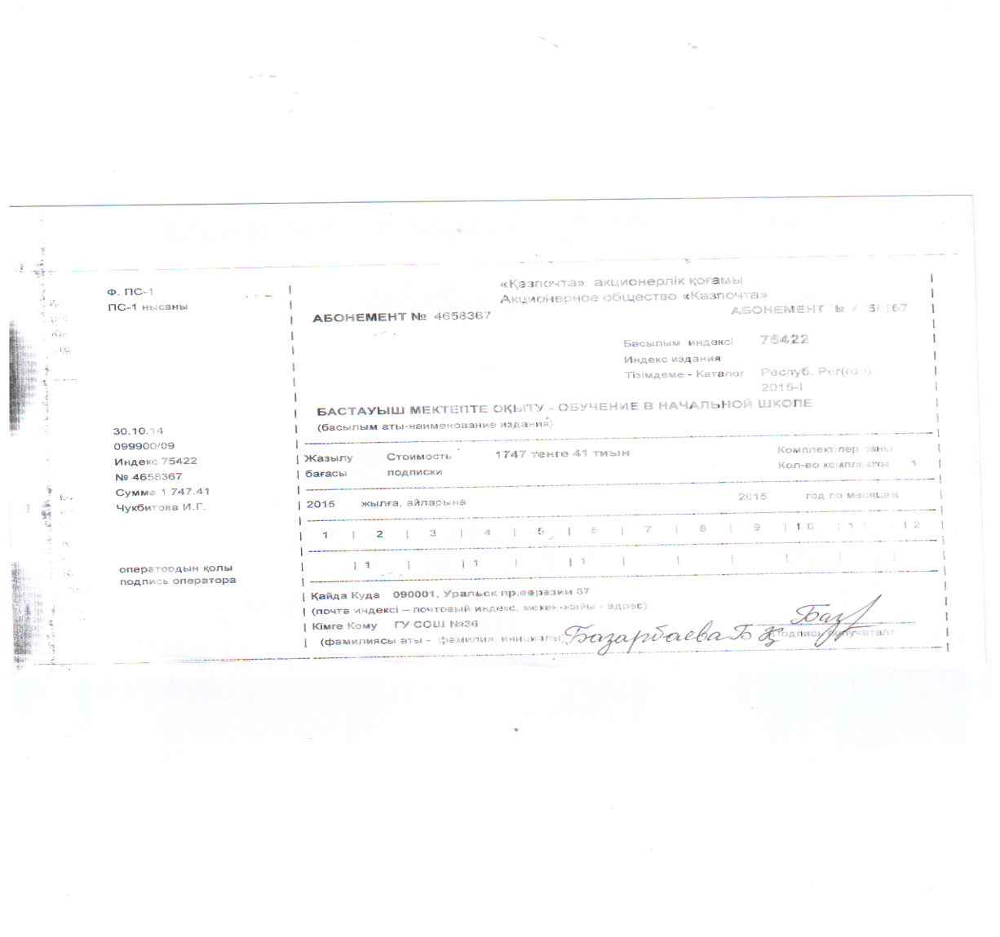 Ф. ПС-1
ПС-1 нысаны
«Қазпочта» акционерлік қоғамы
Акционерное общество «Казпочта»
АБОНЕМЕНТ № 4658367
АБОНЕМЕНТ №
Басылым индексі 75422
Индекс издания
Тізімдеме - Каталог Респуб. Рег(гор)
2015-I
БАСТАУЫШ МЕКТЕПТЕ ОҚЫТУ - ОБУЧЕНИЕ В НАЧАЛЬНОЙ ШКОЛЕ
(басылым аты-наименование издания)
30.10.14
099900/09
Индекс 75422
№ 4658367
Сумма 1 747.41
Чукбитова И.Г.
Жазылу Стоимость 1747 тенге 41 тиын Комплектілер саны
бағасы подписки Кол-во комплектов 1
2015 жылға, айларына 2015 год по месяцам
1 | 2 | 3 | 4 | 5 | 6 | 7 | 8 | 9 | 10 | 11 | 12
| 1 | | 1 | | 1 | | | | | |
оператордын қолы
подпись оператора
Қайда Куда 090001, Уральск пр.евразии 87
(почта индексі – почтовый индекс, мекен-жайы - адрес)
Кімге Кому ГУ СОШ №36
(фамилиясы аты - фамилия, инициалы) Базарбаева Б Қ
Баз
Подпись получателя